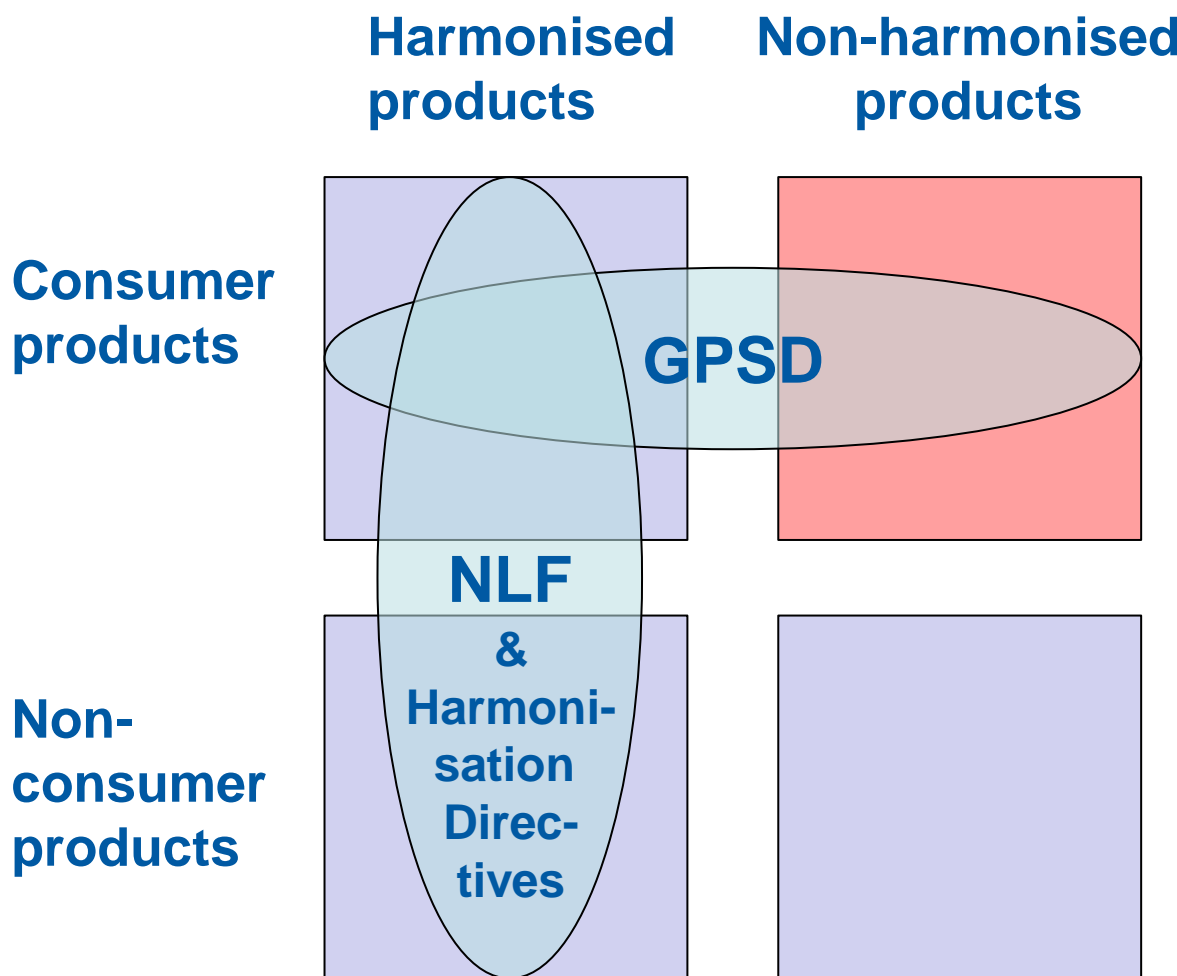 Harmonised
products
Non-harmonised
products
Consumer
products
GPSD
NLF
&
Harmoni-
sation
Direc-
tives
Non-
consumer
products